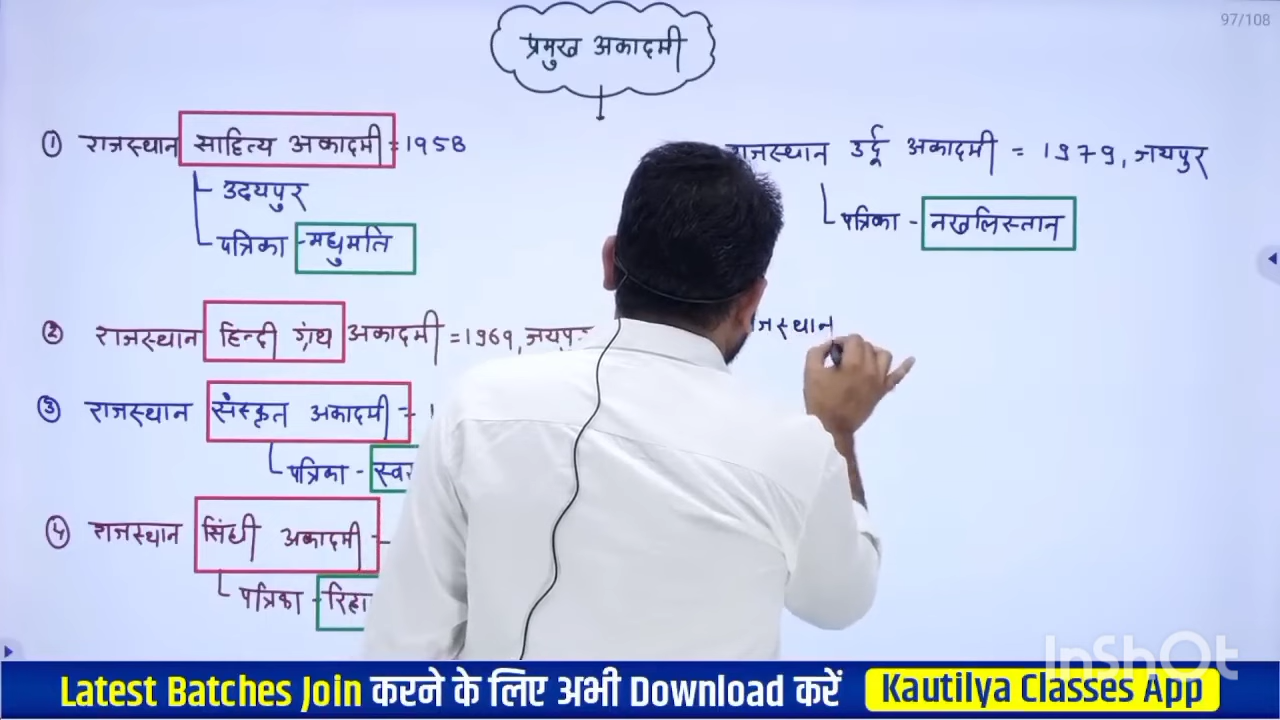 97/108
प्रमुख अकादमी
① राजस्थान साहित्य अकादमी = 1958
उदयपुर
पत्रिका - मधुमति
② राजस्थान हिन्दी ग्रंथ अकादमी = 1969, जयपु
③ राजस्थान संस्कृत अकादमी =
पत्रिका - स्वर
④ राजस्थान सिंधी अकादमी -
पत्रिका - रिहा
राजस्थान उर्दू अकादमी = 1979, जयपुर
पत्रिका - नखलिस्तान
जस्थान
InShOt
Latest Batches Join करने के लिए अभी Download करें Kautilya Classes App